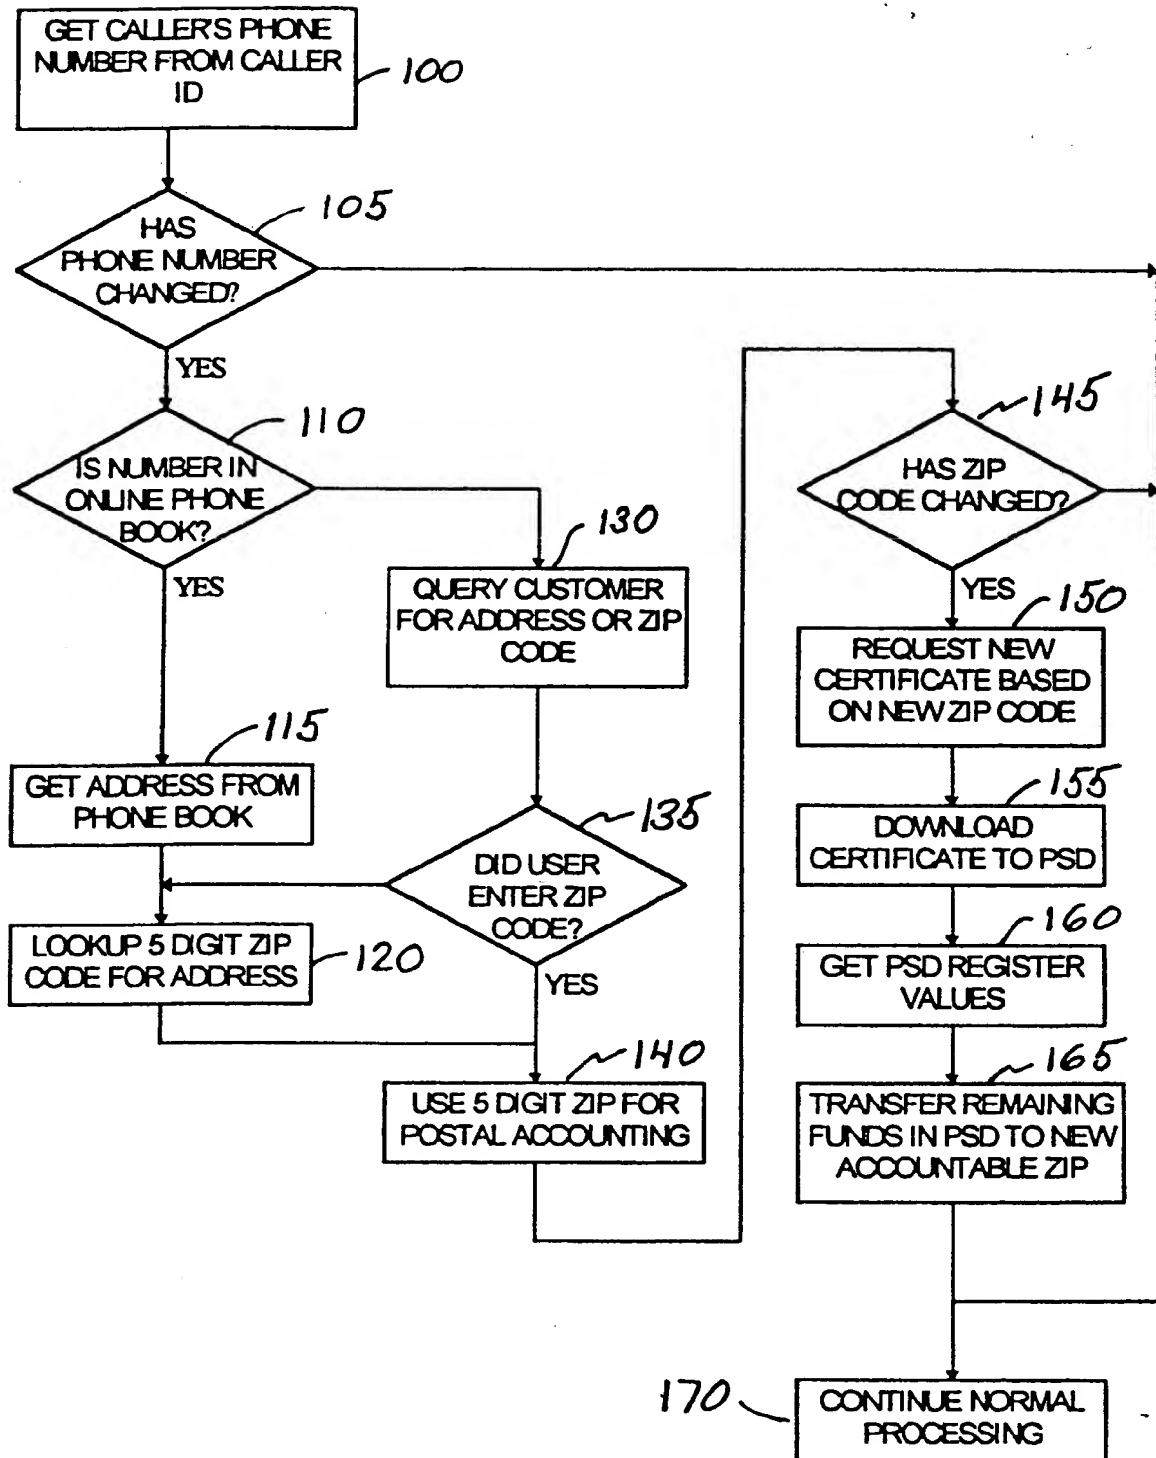 GET CALLER'S PHONE
NUMBER FROM CALLER
ID
100
HAS
PHONE NUMBER
CHANGED?
105
YES
IS NUMBER IN
ONLINE PHONE
BOOK?
110
YES
GET ADDRESS FROM
PHONE BOOK
115
LOOKUP 5 DIGIT ZIP
CODE FOR ADDRESS
120
QUERY CUSTOMER
FOR ADDRESS OR ZIP
CODE
130
DID USER
ENTER ZIP
CODE?
135
YES
USE 5 DIGIT ZIP FOR
POSTAL ACCOUNTING
140
HAS ZIP
CODE CHANGED?
145
YES
REQUEST NEW
CERTIFICATE BASED
ON NEW ZIP CODE
150
DOWNLOAD
CERTIFICATE TO PSD
155
GET PSD REGISTER
VALUES
160
TRANSFER REMAINING
FUNDS IN PSD TO NEW
ACCOUNTABLE ZIP
165
CONTINUE NORMAL
PROCESSING
170